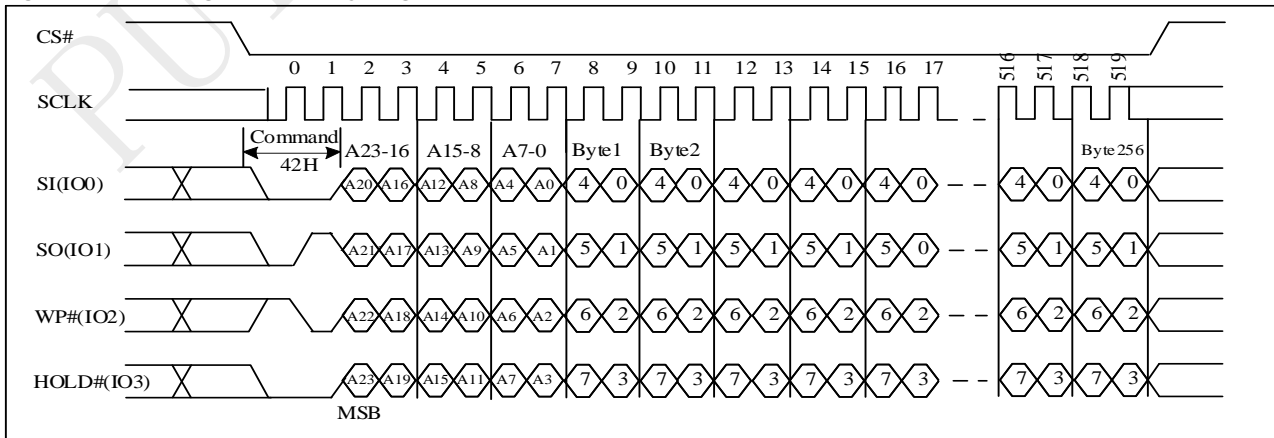 CS#
0 1 2 3 4 5 6 7 8 9 10 11 12 13 14 15 16 17 516 517 518 519
SCLK
Command
42H
A23-16 A15-8 A7-0 Byte1 Byte2 Byte256
SI(IO0) A20 A16 A12 A8 A4 A0 4 0 4 0 4 0 4 0 4 0 4 0 4 0
SO(IO1) A21 A17 A13 A9 A5 A1 5 1 5 1 5 1 5 1 5 0 5 1 5 1
WP#(IO2) A22 A18 A14 A10 A6 A2 6 2 6 2 6 2 6 2 6 2 6 2 6 2
HOLD#(IO3) A23 A19 A15 A11 A7 A3 7 3 7 3 7 3 7 3 7 3 7 3 7 3
MSB